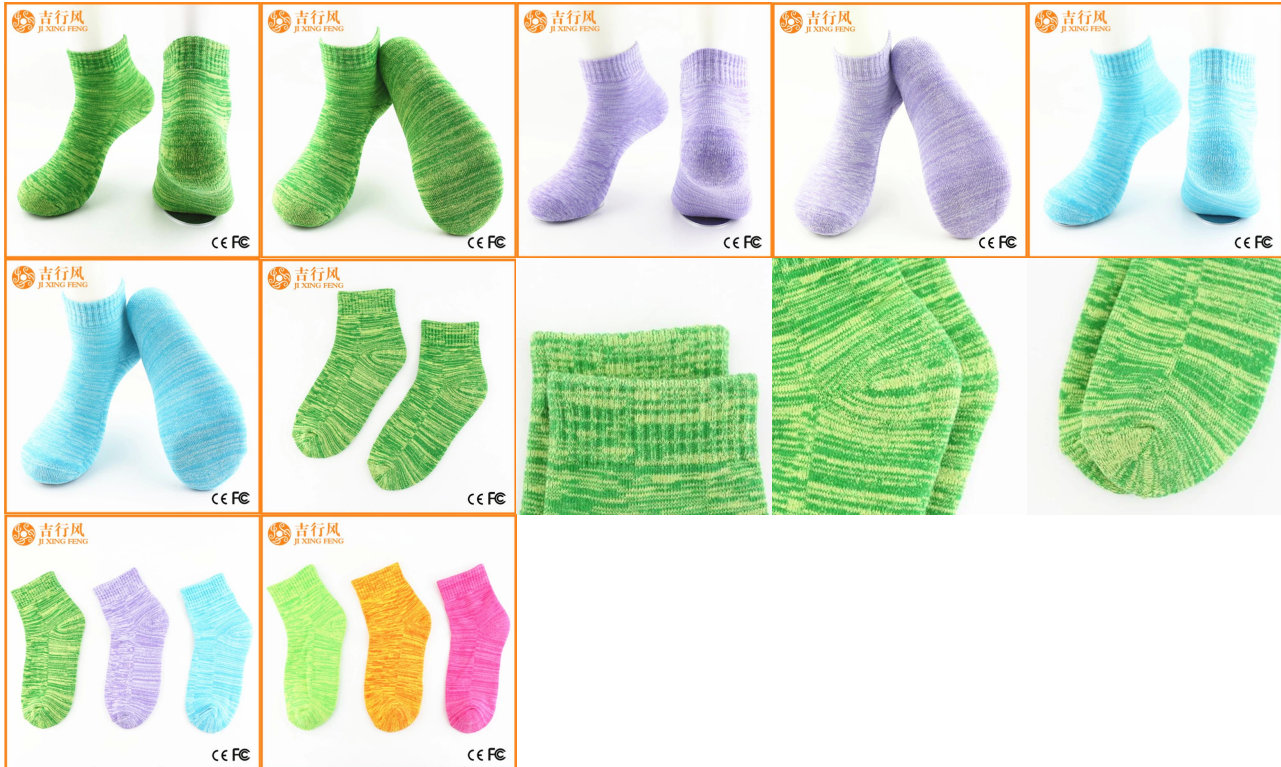 吉行风
JI XING FENG
CE FC
吉行风
JI XING FENG
CE FC
吉行风
JI XING FENG
CE FC
吉行风
JI XING FENG
CE FC
吉行风
JI XING FENG
CE FC
吉行风
JI XING FENG
CE FC
吉行风
JI XING FENG
CE FC
吉行风
JI XING FENG
CE FC
吉行风
JI XING FENG
CE FC